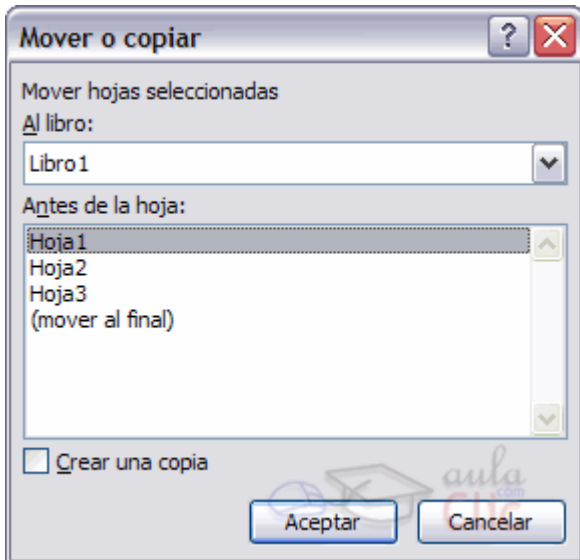 Mover o copiar
Mover hojas seleccionadas
Al libro:
Libro1
Antes de la hoja:
Hoja1
Hoja2
Hoja3
(mover al final)
Crear una copia
aula
Clic
.com
Aceptar
Cancelar